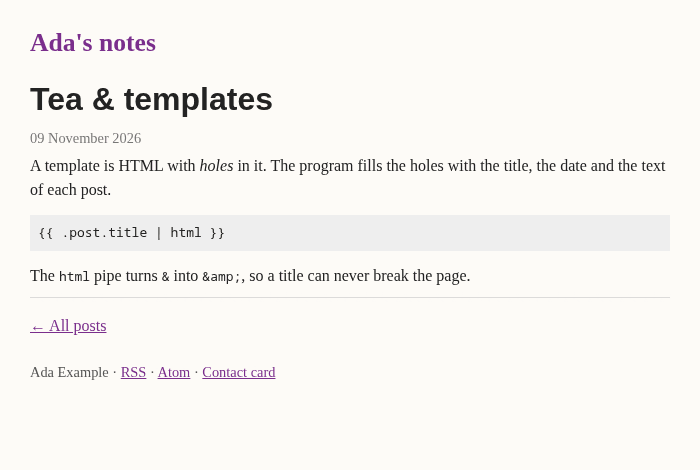 Ada's notes
Tea & templates
09 November 2026
A template is HTML with holes in it. The program fills the holes with the title, the date and the text
of each post.
{{ .post.title | html }}
The html pipe turns & into &amp;, so a title can never break the page.
← All posts
Ada Example · RSS · Atom · Contact card